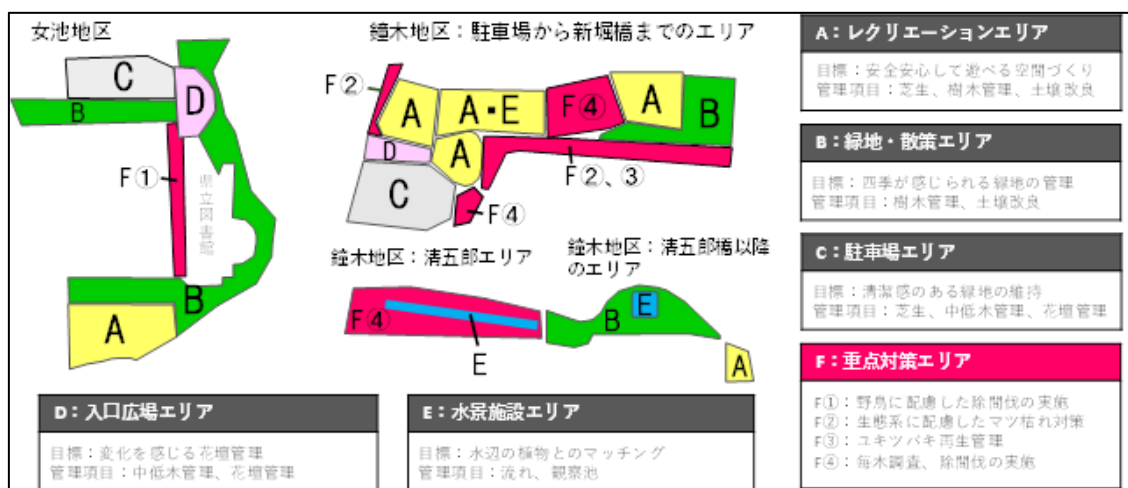 女池地区
C
D
B
F①
県立図書館
B
A
鐘木地区：駐車場から新堀橋までのエリア
F②
A
A・E
F④
A
B
D
A
C
F②、③
F④
鐘木地区：清五郎エリア
F④
E
鐘木地区：清五郎橋以降
のエリア
B
E
A
A：レクリエーションエリア
目標：安全安心して遊べる空間づくり
管理項目：芝生、樹木管理、土壌改良
B：緑地・散策エリア
目標：四季が感じられる緑地の管理
管理項目：樹木管理、土壌改良
C：駐車場エリア
目標：清潔感のある緑地の維持
管理項目：芝生、中低木管理、花壇管理
F：重点対策エリア
F①：野鳥に配慮した除間伐の実施
F②：生態系に配慮したマツ枯れ対策
F③：ユキツバキ再生管理
F④：毎木調査、除間伐の実施
D：入口広場エリア
目標：変化を感じる花壇管理
管理項目：中低木管理、花壇管理
E：水景施設エリア
目標：水辺の植物とのマッチング
管理項目：流れ、観察池